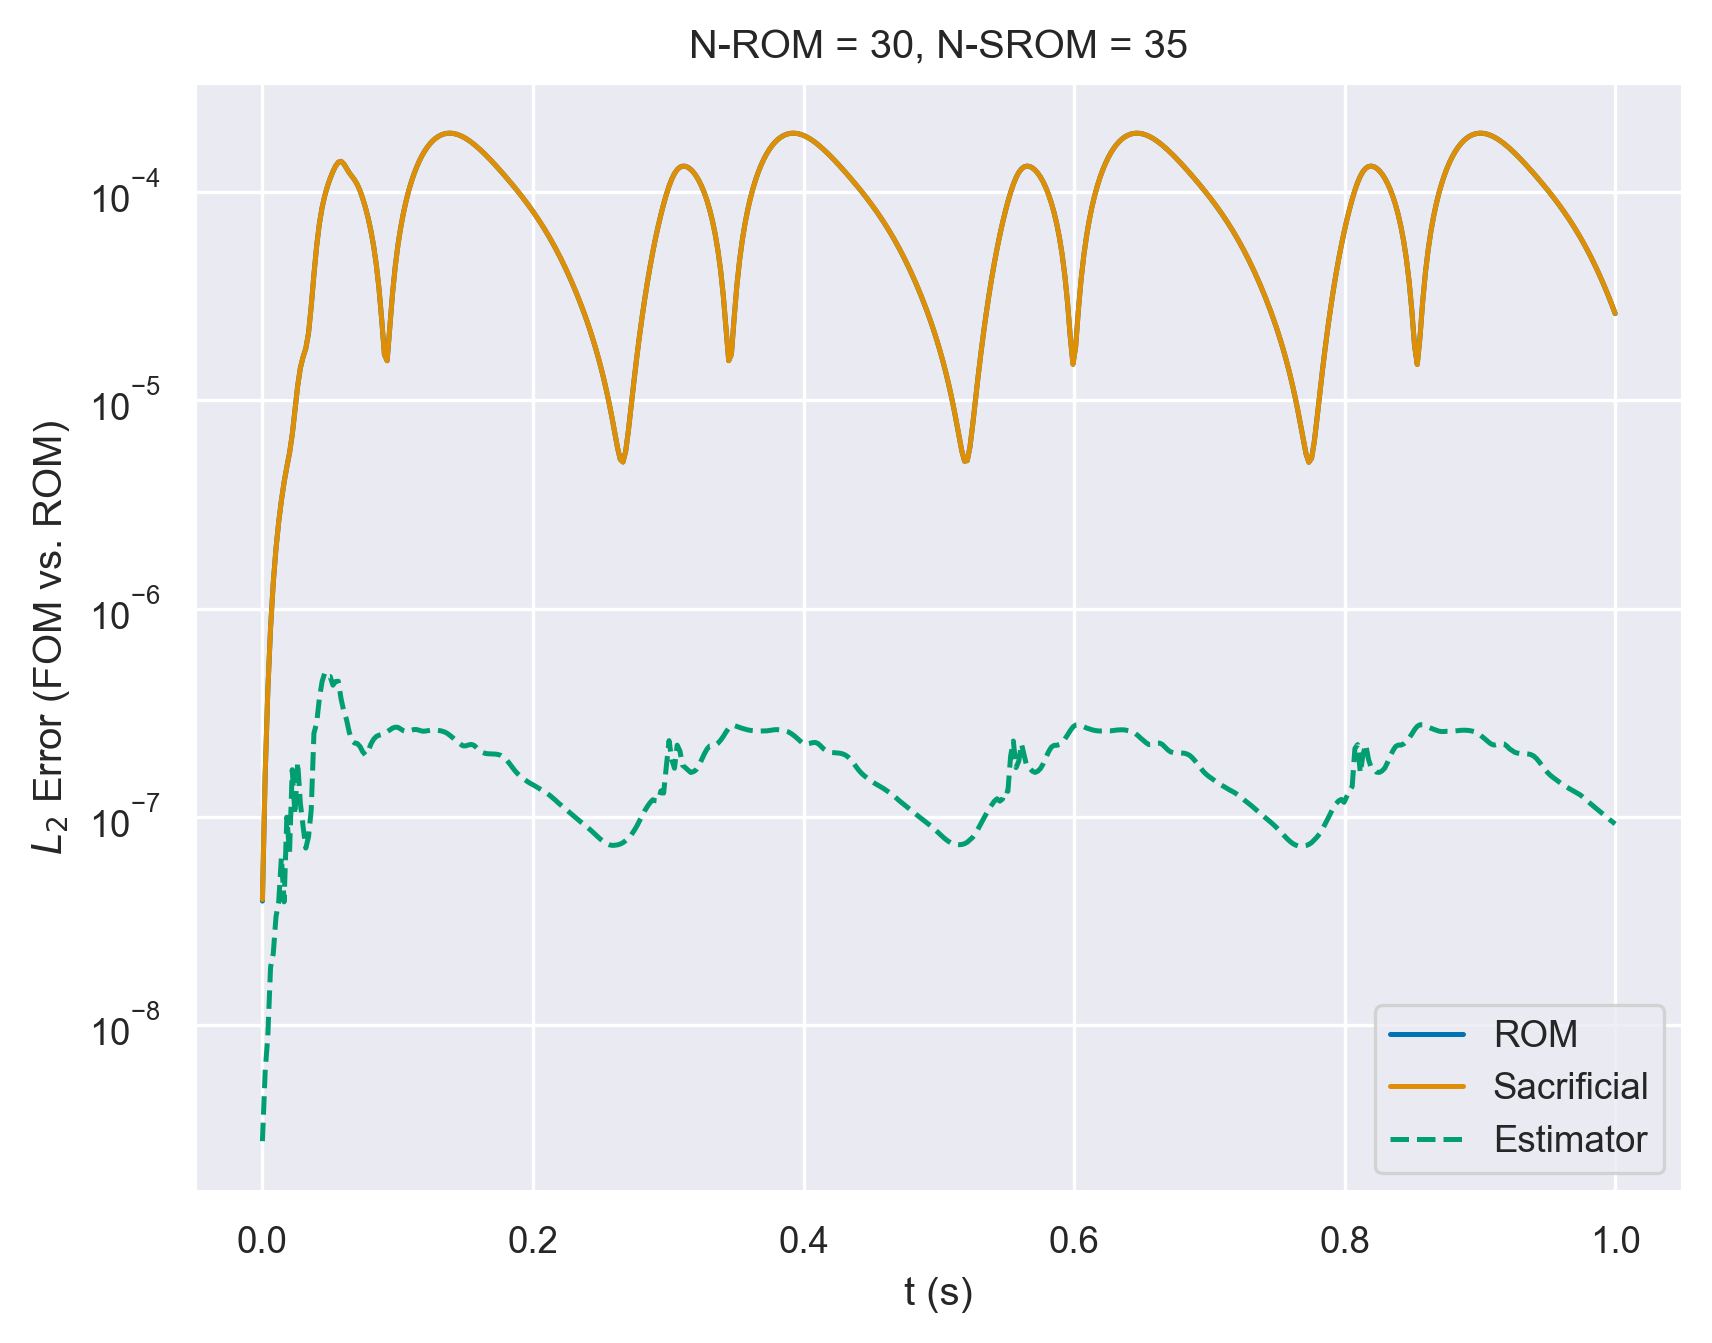 N-ROM = 30, N-SROM = 35
L₂ Error (FOM vs. ROM)
10⁻⁴
10⁻⁵
10⁻⁶
10⁻⁷
10⁻⁸
ROM
Sacrificial
Estimator
0.0 0.2 0.4 0.6 0.8 1.0
t (s)